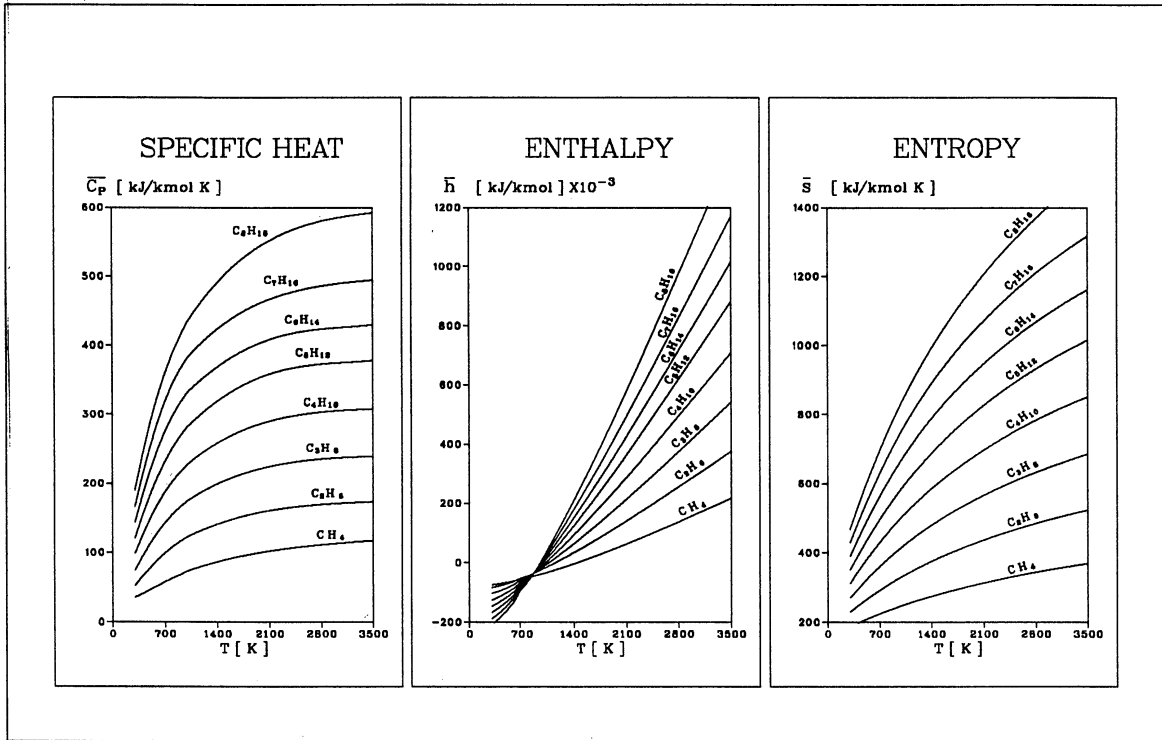 SPECIFIC HEAT
C̅ₚ [ kJ/kmol K ]
600
500
400
300
200
100
0
C₈H₁₈
C₇H₁₆
C₆H₁₄
C₅H₁₂
C₄H₁₀
C₃H₈
C₂H₆
CH₄
0 700 1400 2100 2800 3500
T [ K ]
ENTHALPY
h̅ [ kJ/kmol ] X10⁻³
1200
1000
800
600
400
200
0
-200
C₈H₁₈
C₇H₁₆
C₆H₁₄
C₅H₁₂
C₄H₁₀
C₃H₈
C₂H₆
CH₄
0 700 1400 2100 2800 3500
T [ K ]
ENTROPY
s̅ [ kJ/kmol K ]
1400
1200
1000
800
600
400
200
C₈H₁₈
C₇H₁₆
C₆H₁₄
C₅H₁₂
C₄H₁₀
C₃H₈
C₂H₆
CH₄
0 700 1400 2100 2800 3500
T [ K ]